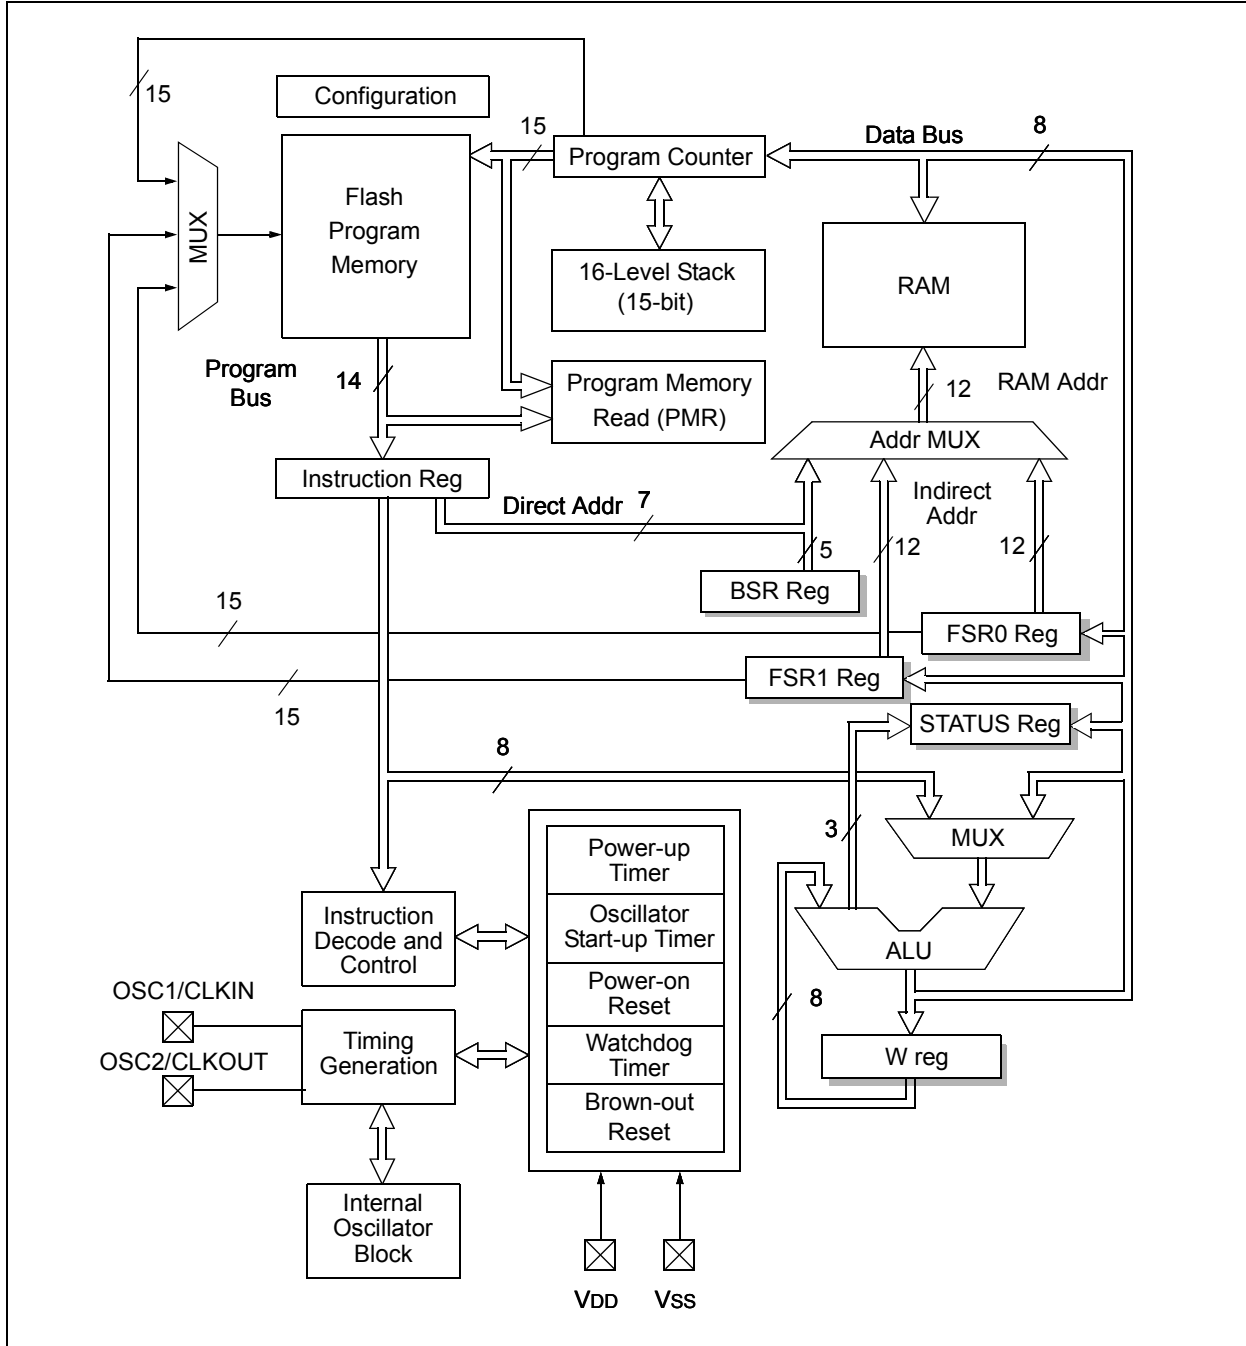 15
Configuration
15
Program Counter
Data Bus
8
MUX
Flash
Program
Memory
16-Level Stack
(15-bit)
RAM
Program
Bus
14
Program Memory
Read (PMR)
12
RAM Addr
Addr MUX
Instruction Reg
Direct Addr
7
Indirect
Addr
5
12
12
BSR Reg
15
FSR0 Reg
FSR1 Reg
15
STATUS Reg
8
3
MUX
Power-up
Timer
Oscillator
Start-up Timer
Power-on
Reset
Watchdog
Timer
Brown-out
Reset
Instruction
Decode and
Control
ALU
8
OSC1/CLKIN
OSC2/CLKOUT
Timing
Generation
W reg
Internal
Oscillator
Block
VDD
VSS